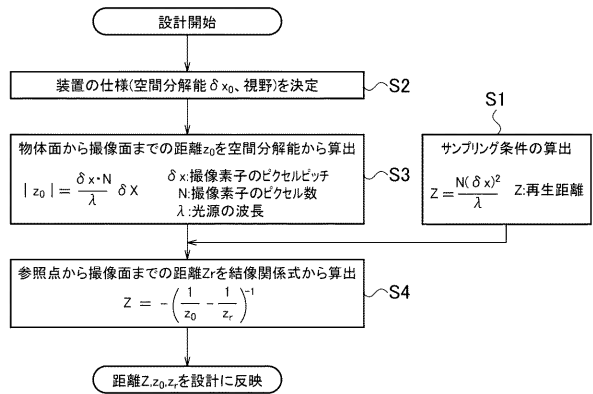 設計開始
装置の仕様(空間分解能δx₀、視野)を決定
S2
S1
物体面から撮像面までの距離z₀を空間分解能から算出
|z₀|=δx·N/λ δX
δx:撮像素子のピクセルピッチ
N:撮像素子のピクセル数
λ:光源の波長
S3
サンプリング条件の算出
Z=N(δx)²/λ Z:再生距離
参照点から撮像面までの距離Zrを結像関係式から算出
Z = -(1/z₀ - 1/zᵣ)⁻¹
S4
距離Z,z₀,zᵣを設計に反映